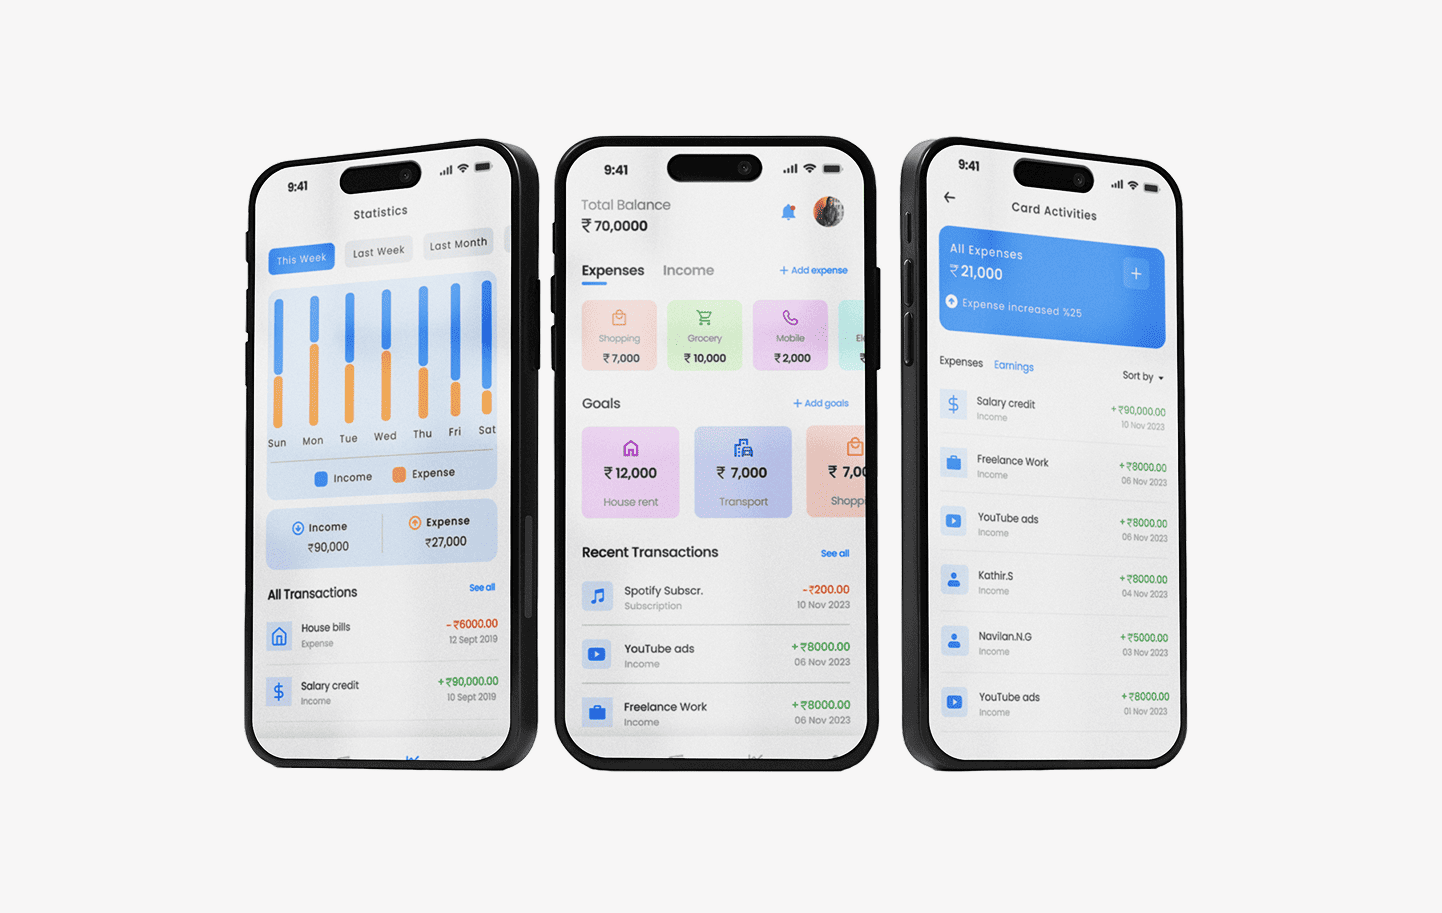 9:41
Statistics
This Week
Last Week
Last Month
Sun
Mon
Tue
Wed
Thu
Fri
Sat
Income
Expense
Income
₹90,000
Expense
₹27,000
All Transactions
See all
House bills
-₹6000.00
Expense
12 Sept 2019
Salary credit
+₹90,000.00
Income
10 Sept 2019
9:41
Total Balance
₹ 70,0000
Expenses
Income
+ Add expense
Shopping
₹ 7,000
Grocery
₹ 10,000
Mobile
₹ 2,000
Goals
+ Add goals
₹ 12,000
House rent
₹ 7,000
Transport
Recent Transactions
See all
Spotify Subscr.
-₹200.00
Subscription
10 Nov 2023
YouTube ads
+₹8000.00
Income
06 Nov 2023
Freelance Work
+₹8000.00
Income
06 Nov 2023
9:41
Card Activities
All Expenses
₹ 21,000
+
Expense increased %25
Expenses
Earnings
Sort by
Salary credit
+₹90,000.00
Income
10 Nov 2023
Freelance Work
+₹8000.00
Income
06 Nov 2023
YouTube ads
+₹8000.00
Income
06 Nov 2023
Kathir.S
+₹8000.00
Income
04 Nov 2023
Navilan.N.G
+₹5000.00
Income
03 Nov 2023
YouTube ads
+₹8000.00
Income
01 Nov 2023